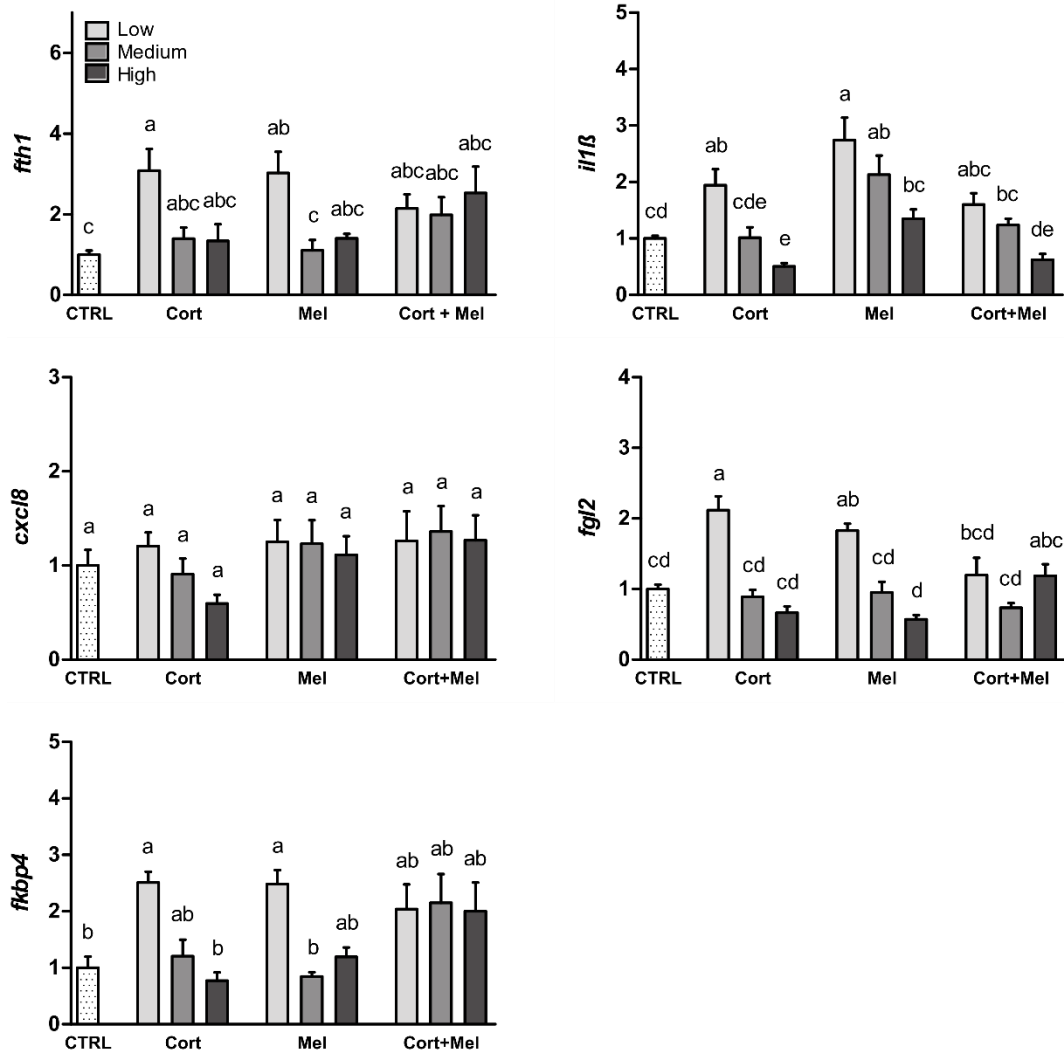 fth1
6
4
2
0
Low
Medium
High
c
a
abc
abc
ab
c
abc
abc
abc
abc
CTRL
Cort
Mel
Cort + Mel
il1ß
5
4
3
2
1
0
cd
ab
cde
e
a
ab
bc
abc
bc
de
CTRL
Cort
Mel
Cort+Mel
cxcl8
3
2
1
0
a
a
a
a
a
a
a
a
a
a
CTRL
Cort
Mel
Cort+Mel
fgl2
4
3
2
1
0
cd
a
cd
cd
ab
cd
d
bcd
cd
abc
CTRL
Cort
Mel
Cort+Mel
fkbp4
5
4
3
2
1
0
b
a
ab
b
a
b
ab
ab
ab
ab
CTRL
Cort
Mel
Cort+Mel